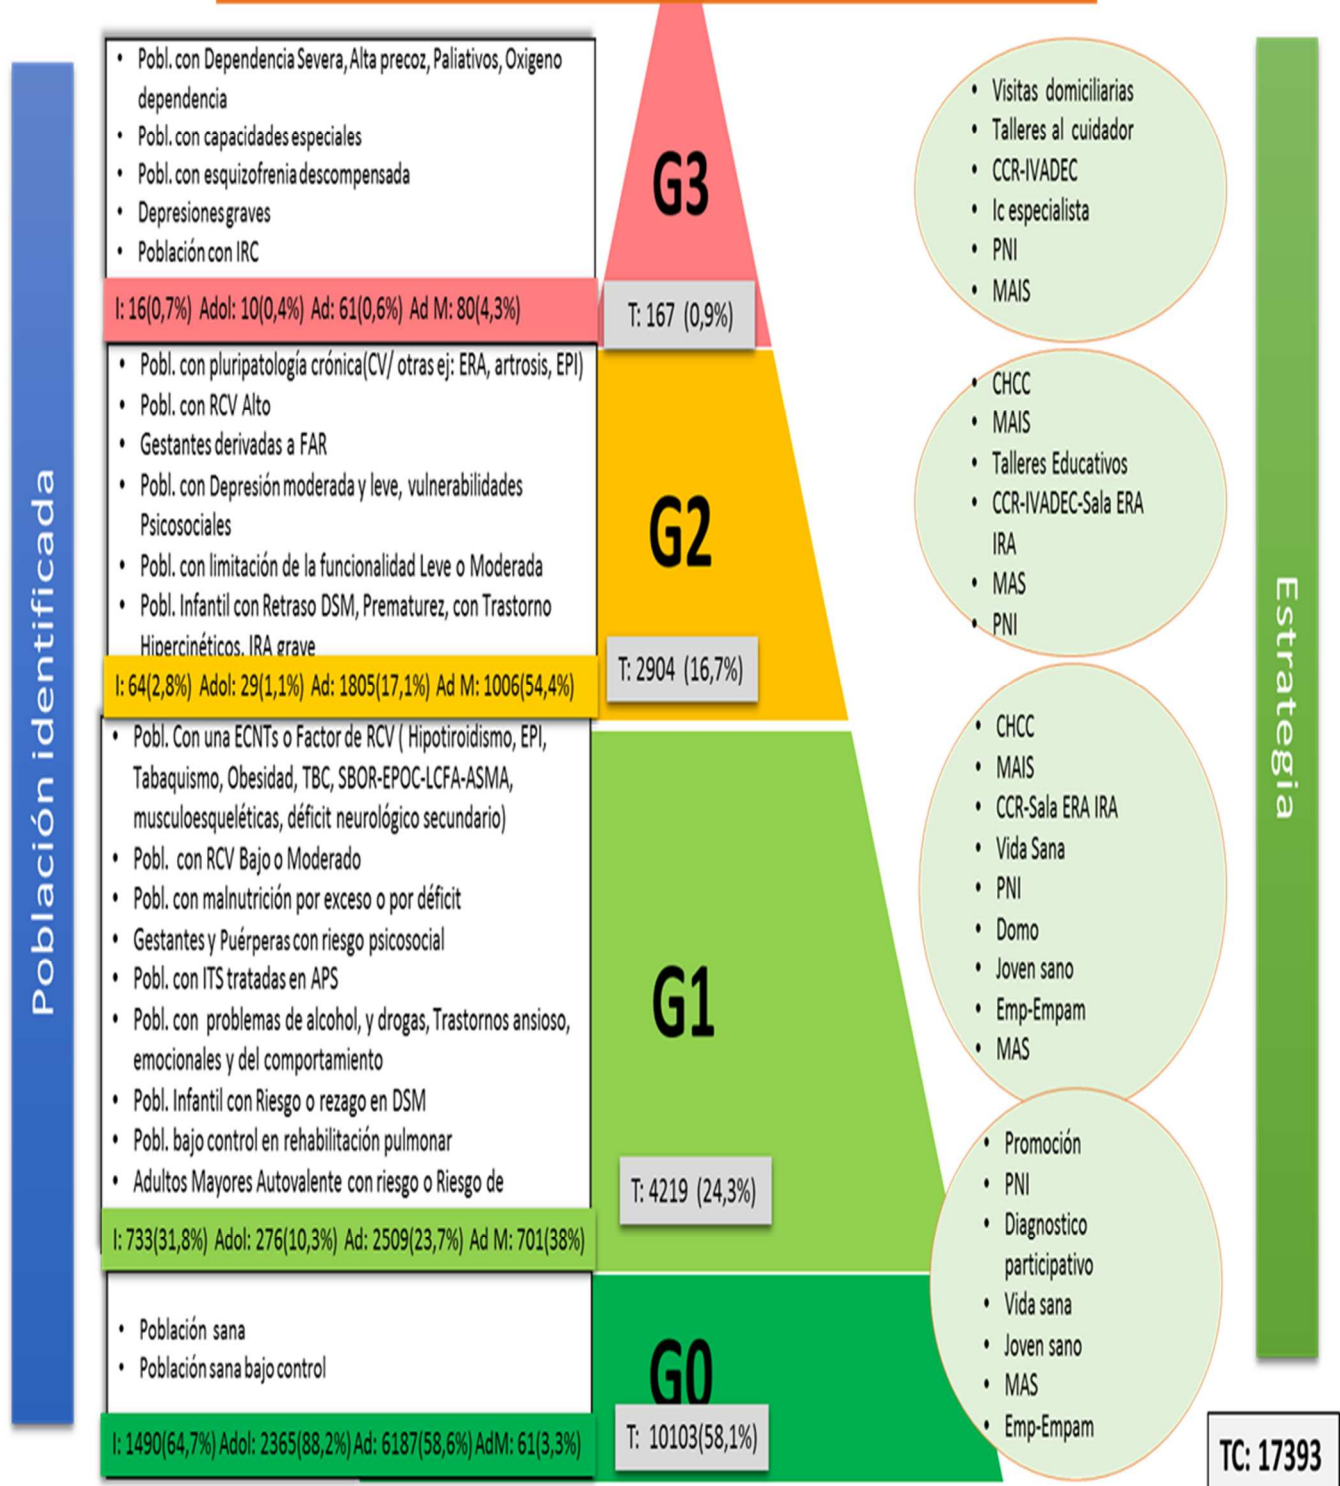 Población identificada
• Pobl. con Dependencia Severa, Alta precoz, Paliativos, Oxigeno
dependencia
• Pobl. con capacidades especiales
• Pobl. con esquizofrenia descompensada
• Depresiones graves
• Población con IRC
I: 16(0,7%) Adol: 10(0,4%) Ad: 61(0,6%) Ad M: 80(4,3%)
G3
T: 167 (0,9%)
• Visitas domiciliarias
• Talleres al cuidador
• CCR-IVADEC
• Ic especialista
• PNI
• MAIS
• Pobl. con pluripatología crónica(CV/ otras ej: ERA, artrosis, EPI)
• Pobl. con RCV Alto
• Gestantes derivadas a FAR
• Pobl. con Depresión moderada y leve, vulnerabilidades
Psicosociales
• Pobl. con limitación de la funcionalidad Leve o Moderada
• Pobl. Infantil con Retraso DSM, Prematurez, con Trastorno
Hipercinéticos, IRA grave
I: 64(2,8%) Adol: 29(1,1%) Ad: 1805(17,1%) Ad M: 1006(54,4%)
G2
T: 2904 (16,7%)
• CHCC
• MAIS
• Talleres Educativos
• CCR-IVADEC-Sala ERA
IRA
• MAS
• PNI
• Pobl. Con una ECNTs o Factor de RCV ( Hipotiroidismo, EPI,
Tabaquismo, Obesidad, TBC, SBOR-EPOC-LCFA-ASMA,
musculoesqueléticas, déficit neurológico secundario)
• Pobl. con RCV Bajo o Moderado
• Pobl. con malnutrición por exceso o por déficit
• Gestantes y Puérperas con riesgo psicosocial
• Pobl. con ITS tratadas en APS
• Pobl. con problemas de alcohol, y drogas, Trastornos ansioso,
emocionales y del comportamiento
• Pobl. Infantil con Riesgo o rezago en DSM
• Pobl. bajo control en rehabilitación pulmonar
• Adultos Mayores Autovalente con riesgo o Riesgo de
I: 733(31,8%) Adol: 276(10,3%) Ad: 2509(23,7%) Ad M: 701(38%)
G1
T: 4219 (24,3%)
• CHCC
• MAIS
• CCR-Sala ERA IRA
• Vida Sana
• PNI
• Domo
• Joven sano
• Emp-Empam
• MAS
• Población sana
• Población sana bajo control
I: 1490(64,7%) Adol: 2365(88,2%) Ad: 6187(58,6%) AdM: 61(3,3%)
G0
T: 10103(58,1%)
• Promoción
• PNI
• Diagnostico
participativo
• Vida sana
• Joven sano
• MAS
• Emp-Empam
Estrategia
TC: 17393